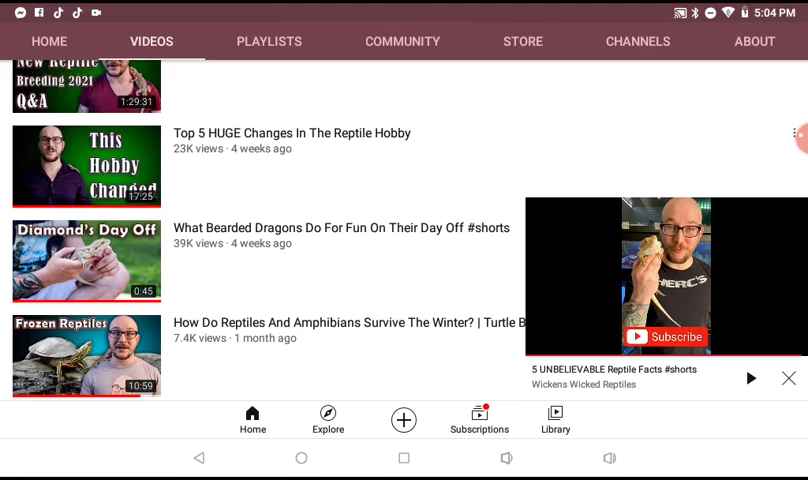 5:04 PM
HOME VIDEOS PLAYLISTS COMMUNITY STORE CHANNELS ABOUT
New Reptile
Breeding 2021
Q&A
1:29:31
This
Hobby
Changed
17:25
Top 5 HUGE Changes In The Reptile Hobby
23K views · 4 weeks ago
Diamond's Day Off
0:45
What Bearded Dragons Do For Fun On Their Day Off #shorts
39K views · 4 weeks ago
Frozen Reptiles
10:59
How Do Reptiles And Amphibians Survive The Winter? | Turtle B
7.4K views · 1 month ago
HERC'S
Subscribe
5 UNBELIEVABLE Reptile Facts #shorts
Wickens Wicked Reptiles
Home Explore Subscriptions Library